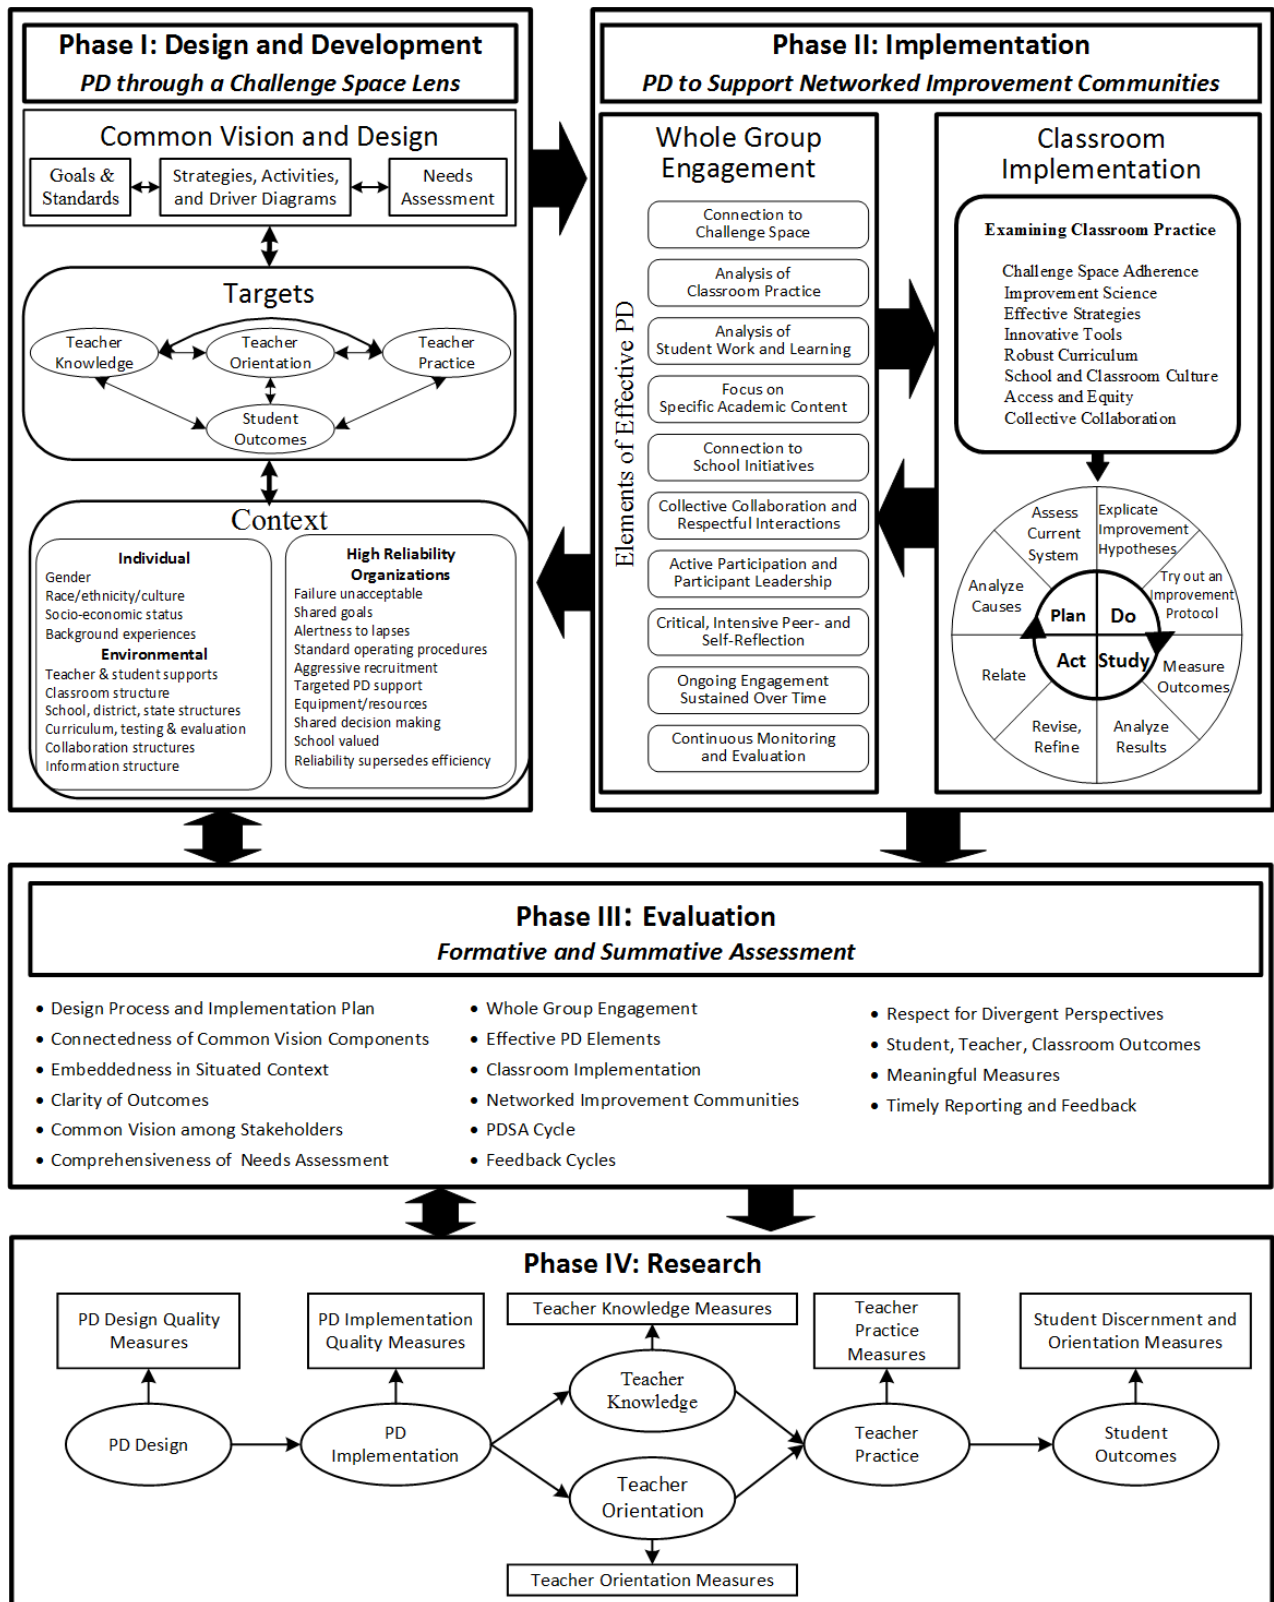 Phase I: Design and Development
PD through a Challenge Space Lens
Common Vision and Design
Goals &
Standards
Strategies, Activities,
and Driver Diagrams
Needs
Assessment
Targets
Teacher
Knowledge
Teacher
Orientation
Teacher
Practice
Student
Outcomes
Context
Individual
Gender
Race/ethnicity/culture
Socio-economic status
Background experiences
Environmental
Teacher & student supports
Classroom structure
School, district, state structures
Curriculum, testing & evaluation
Collaboration structures
Information structure
High Reliability
Organizations
Failure unacceptable
Shared goals
Alertness to lapses
Standard operating procedures
Aggressive recruitment
Targeted PD support
Equipment/resources
Shared decision making
School valued
Reliability supersedes efficiency
Phase II: Implementation
PD to Support Networked Improvement Communities
Whole Group
Engagement
Elements of Effective PD
Connection to
Challenge Space
Analysis of
Classroom Practice
Analysis of
Student Work and Learning
Focus on
Specific Academic Content
Connection to
School Initiatives
Collective Collaboration and
Respectful Interactions
Active Participation and
Participant Leadership
Critical, Intensive Peer- and
Self-Reflection
Ongoing Engagement
Sustained Over Time
Continuous Monitoring
and Evaluation
Classroom
Implementation
Examining Classroom Practice
Challenge Space Adherence
Improvement Science
Effective Strategies
Innovative Tools
Robust Curriculum
School and Classroom Culture
Access and Equity
Collective Collaboration
Assess
Current
System
Explicate
Improvement
Hypotheses
Analyze
Causes
Try out an
Improvement
Protocol
Plan
Do
Act
Study
Relate
Measure
Outcomes
Revise,
Refine
Analyze
Results
Phase III: Evaluation
Formative and Summative Assessment
• Design Process and Implementation Plan
• Connectedness of Common Vision Components
• Embeddedness in Situated Context
• Clarity of Outcomes
• Common Vision among Stakeholders
• Comprehensiveness of Needs Assessment
• Whole Group Engagement
• Effective PD Elements
• Classroom Implementation
• Networked Improvement Communities
• PDSA Cycle
• Feedback Cycles
• Respect for Divergent Perspectives
• Student, Teacher, Classroom Outcomes
• Meaningful Measures
• Timely Reporting and Feedback
Phase IV: Research
PD Design Quality
Measures
PD Implementation
Quality Measures
Teacher Knowledge Measures
Teacher
Practice
Measures
Student Discernment and
Orientation Measures
PD Design
PD
Implementation
Teacher
Knowledge
Teacher
Orientation
Teacher
Practice
Student
Outcomes
Teacher Orientation Measures